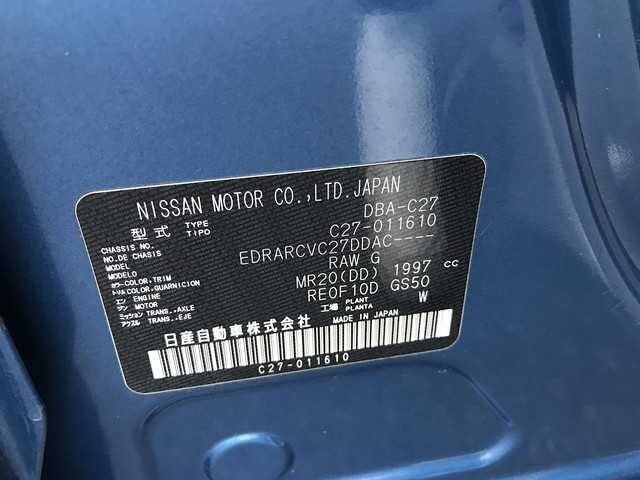 NISSAN MOTOR CO.,LTD.JAPAN
型式 TYPE TIPO DBA-C27
CHASSIS NO. NO.DE CHASSIS C27-011610
MODEL MODELO EDRARCVC27DDAC----
カラー COLOR,TRIM トリム COLOR,GUARNICION RAW G
エンジン ENGINE MOTOR MR20(DD) 1997 CC
ミッション TRANS.,AXLE アクスル TRANS.,EJE RE0F10D GS50
工場 PLANT PLANTA W
日産自動車株式会社 MADE IN JAPAN
C27-011610